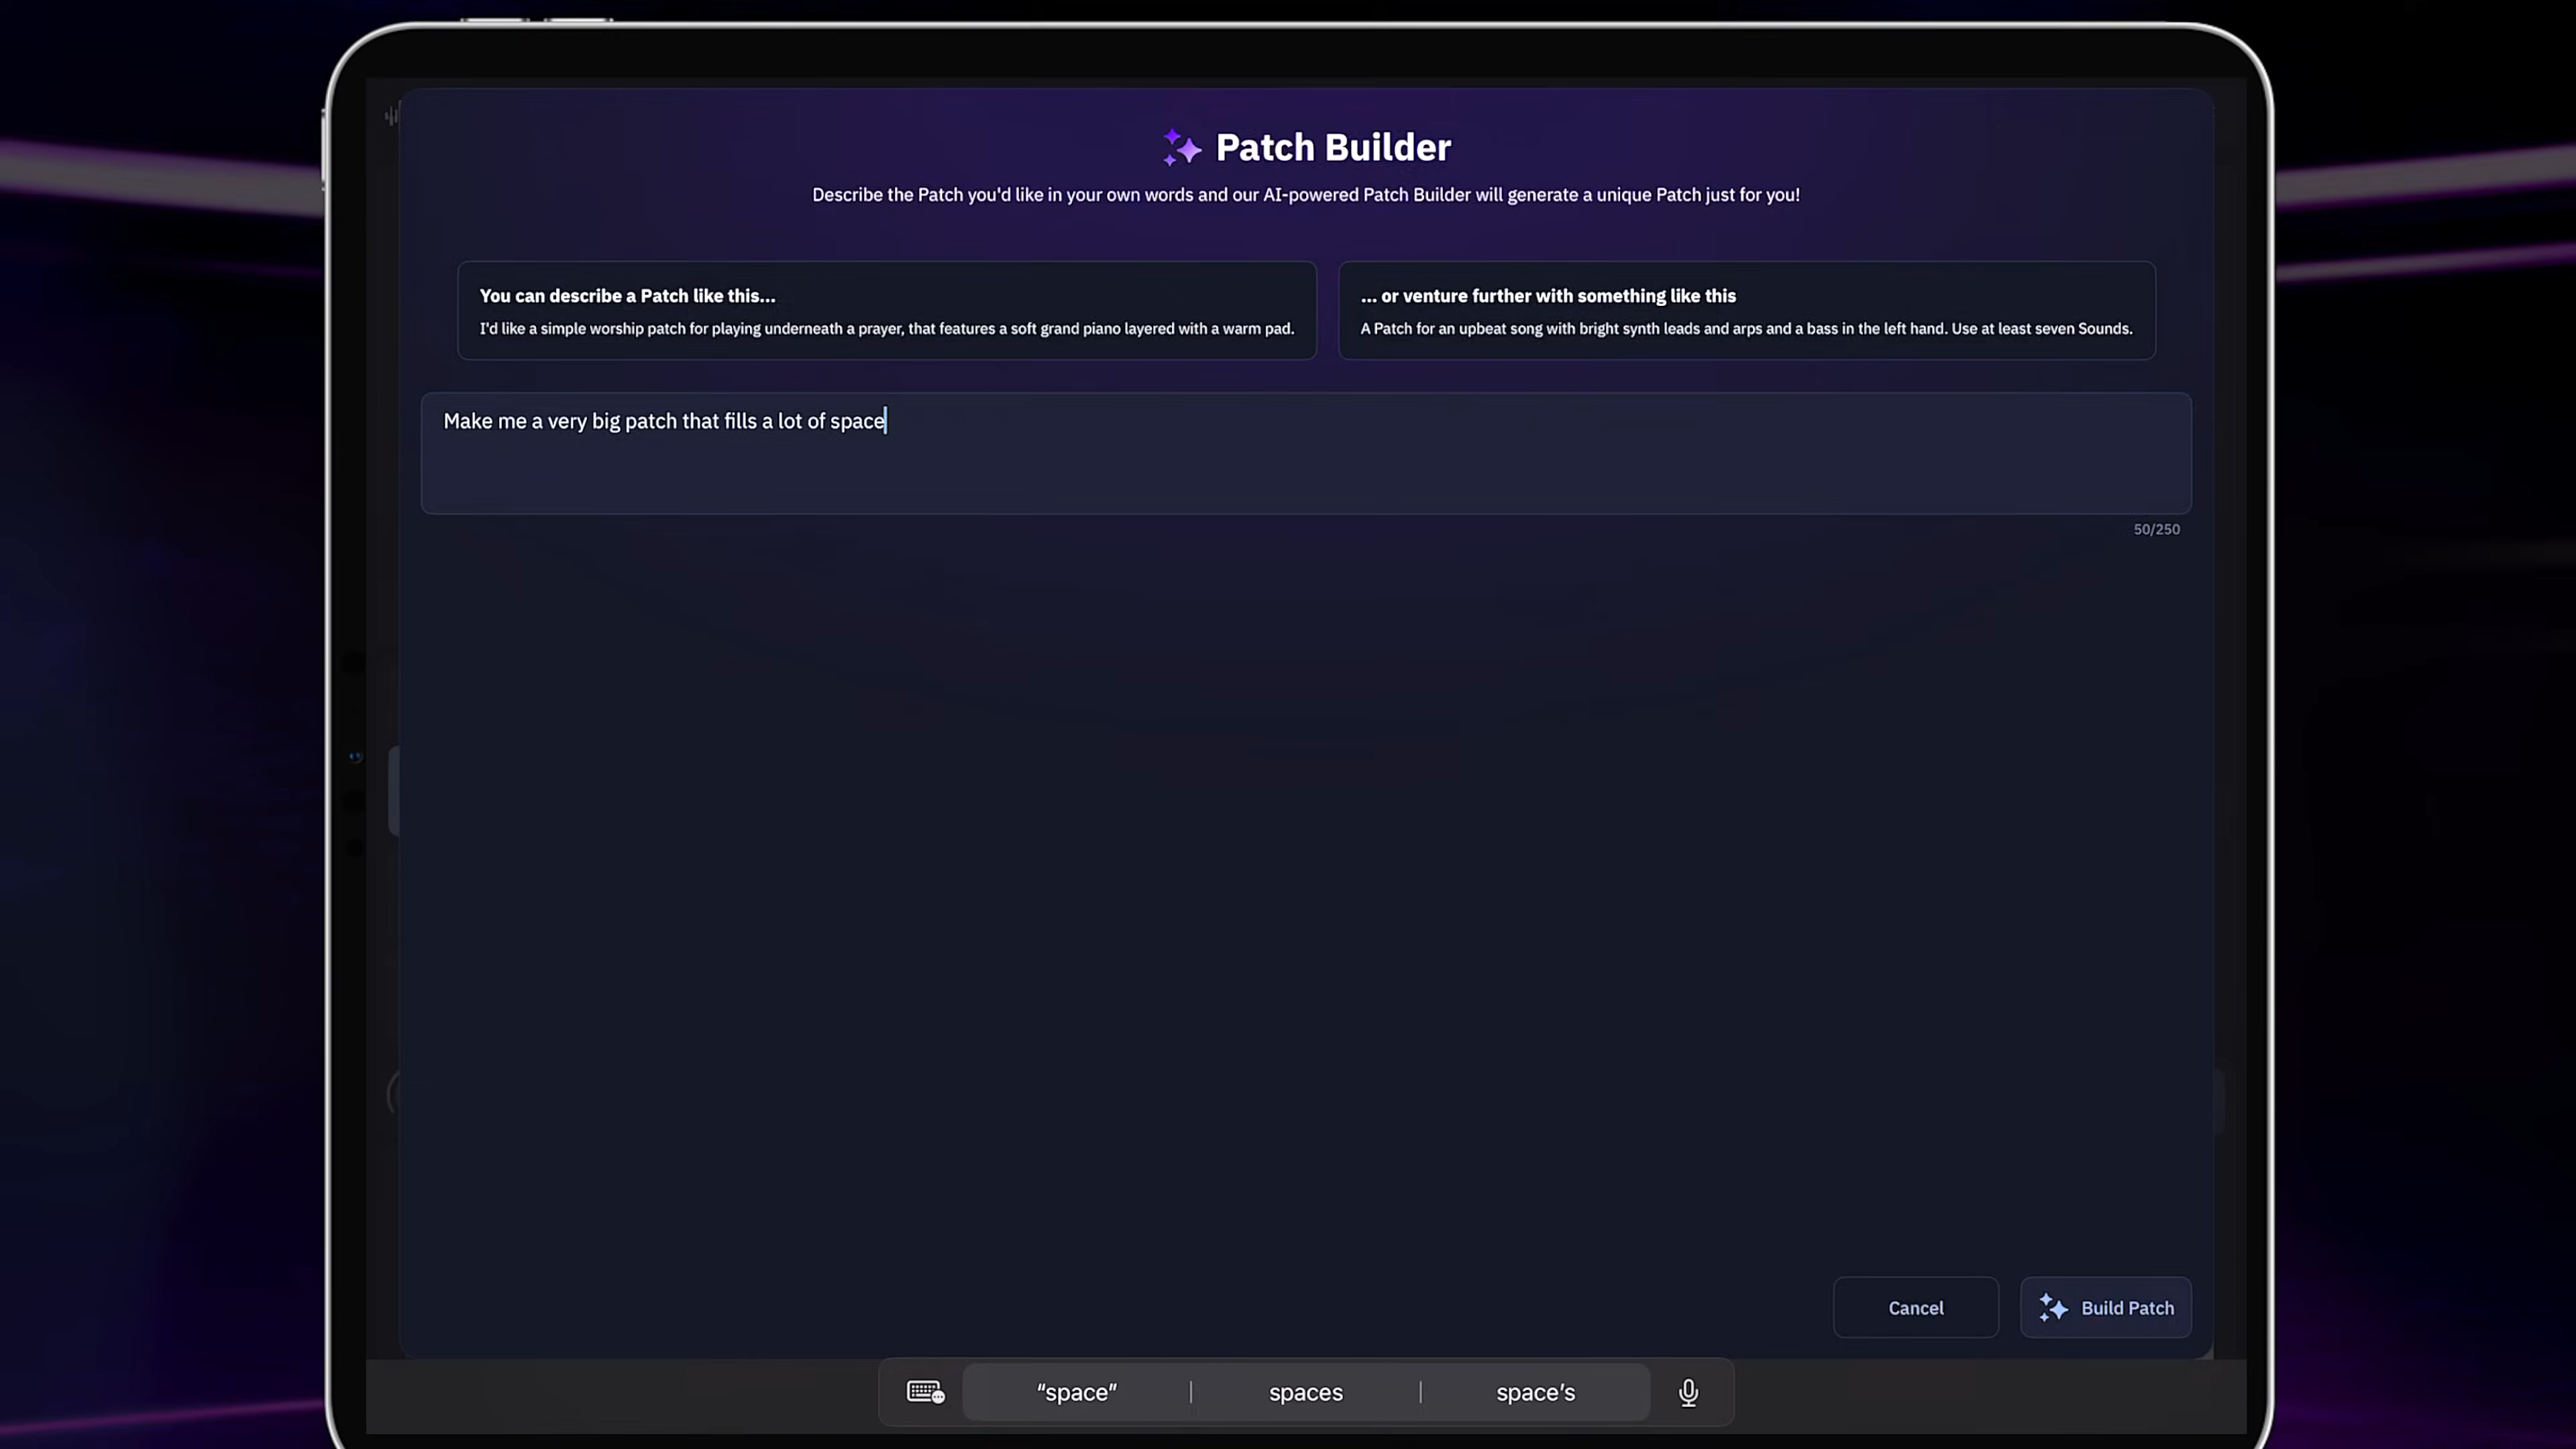 Patch Builder
Describe the Patch you'd like in your own words and our AI-powered Patch Builder will generate a unique Patch just for you!
You can describe a Patch like this...
I'd like a simple worship patch for playing underneath a prayer, that features a soft grand piano layered with a warm pad.
... or venture further with something like this
A Patch for an upbeat song with bright synth leads and arps and a bass in the left hand. Use at least seven Sounds.
Make me a very big patch that fills a lot of space
50/250
Cancel
Build Patch
“space”
spaces
space's